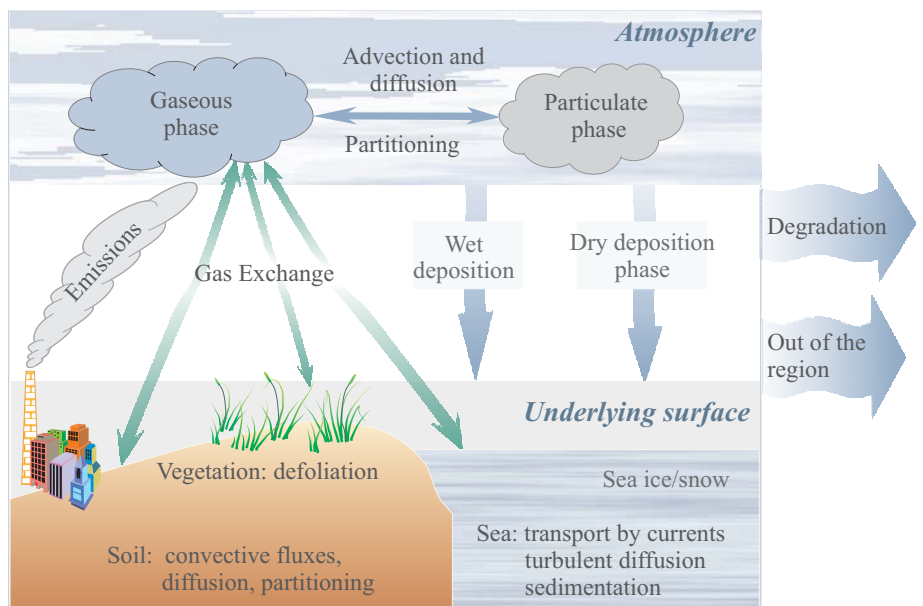 Atmosphere
Advection and
diffusion
Gaseous
phase
Particulate
phase
Partitioning
Emissions
Gas Exchange
Wet
deposition
Dry deposition
phase
Degradation
Out of the
region
Underlying surface
Vegetation: defoliation
Sea ice/snow
Soil: convective fluxes,
diffusion, partitioning
Sea: transport by currents
turbulent diffusion
sedimentation